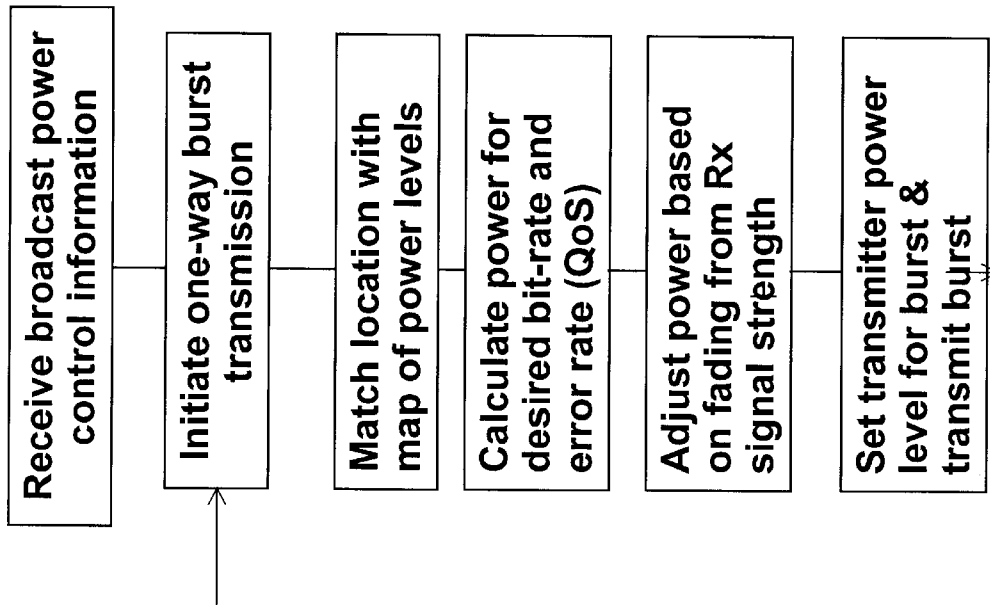 Receive broadcast power
control information
Initiate one-way burst
transmission
Match location with
map of power levels
Calculate power for
desired bit-rate and
error rate (QoS)
Adjust power based
on fading from Rx
signal strength
Set transmitter power
level for burst &
transmit burst